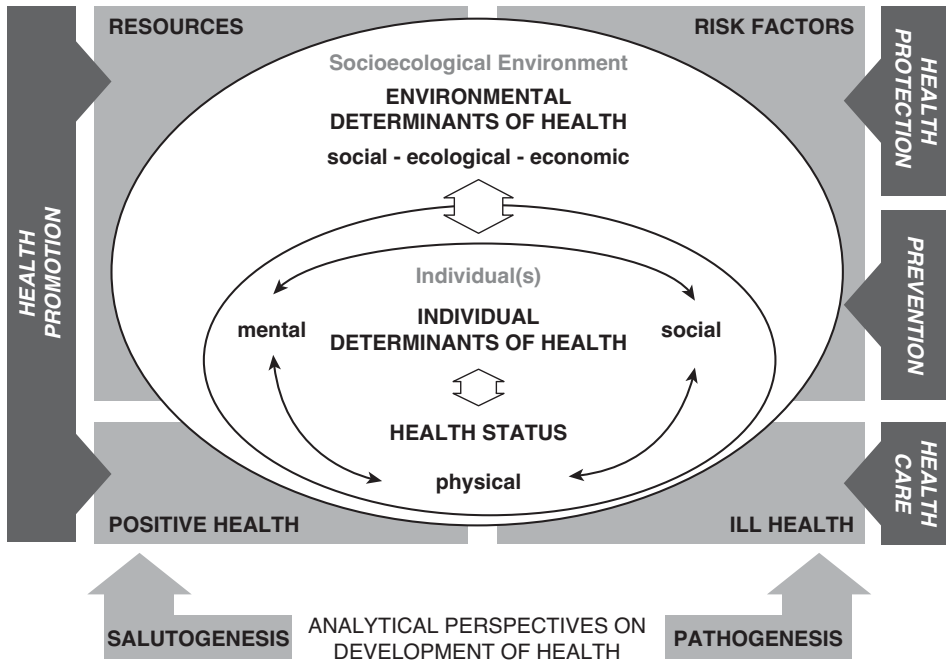 RESOURCES
RISK FACTORS
Socioecological Environment
ENVIRONMENTAL
DETERMINANTS OF HEALTH
social - ecological - economic
HEALTH
PROMOTION
HEALTH
PROTECTION
PREVENTION
Individual(s)
mental
INDIVIDUAL
DETERMINANTS OF HEALTH
social
HEALTH STATUS
physical
HEALTH
CARE
POSITIVE HEALTH
ILL HEALTH
SALUTOGENESIS
ANALYTICAL PERSPECTIVES ON
DEVELOPMENT OF HEALTH
PATHOGENESIS